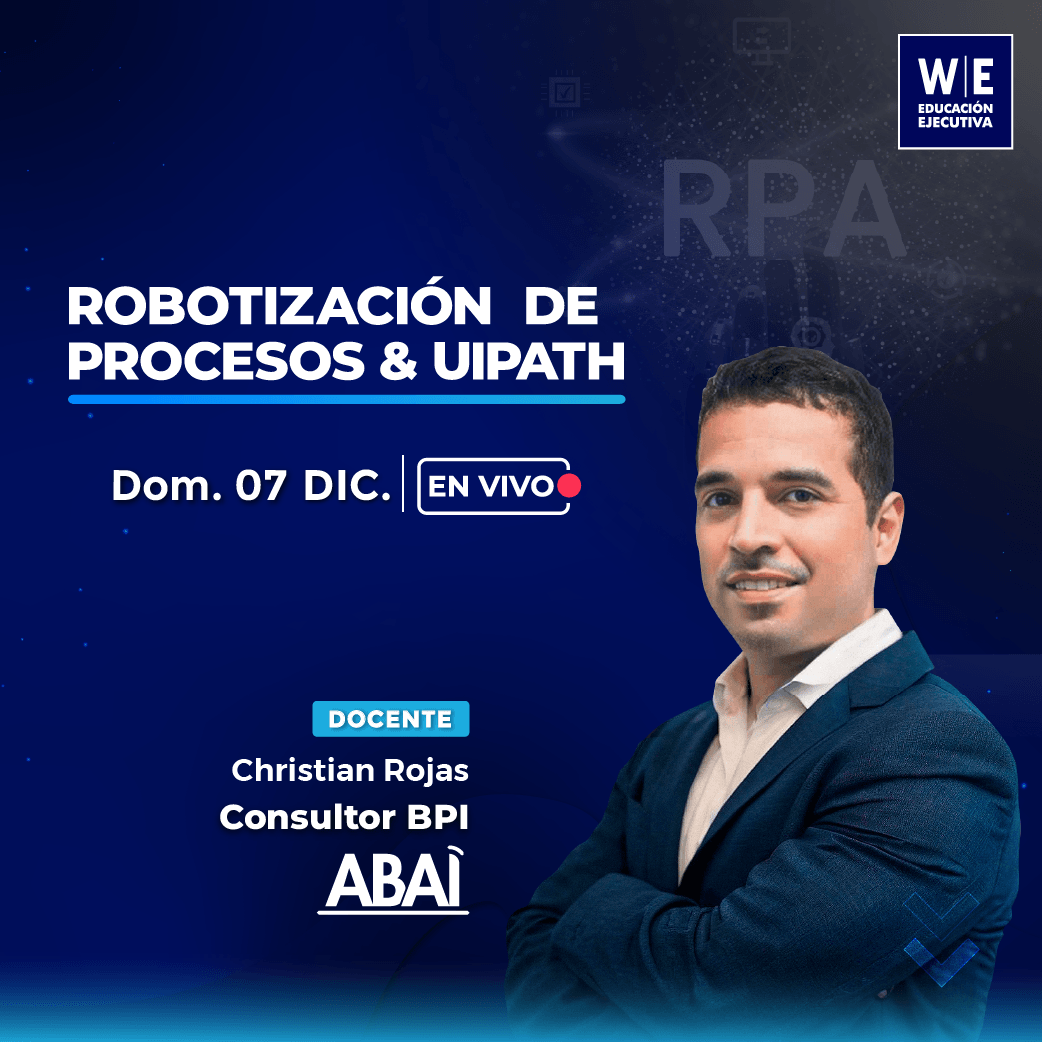 W|E
EDUCACIÓN
EJECUTIVA
RPA
ROBOTIZACIÓN DE
PROCESOS & UIPATH
Dom. 07 DIC. | EN VIVO
DOCENTE
Christian Rojas
Consultor BPI
ABAÌ